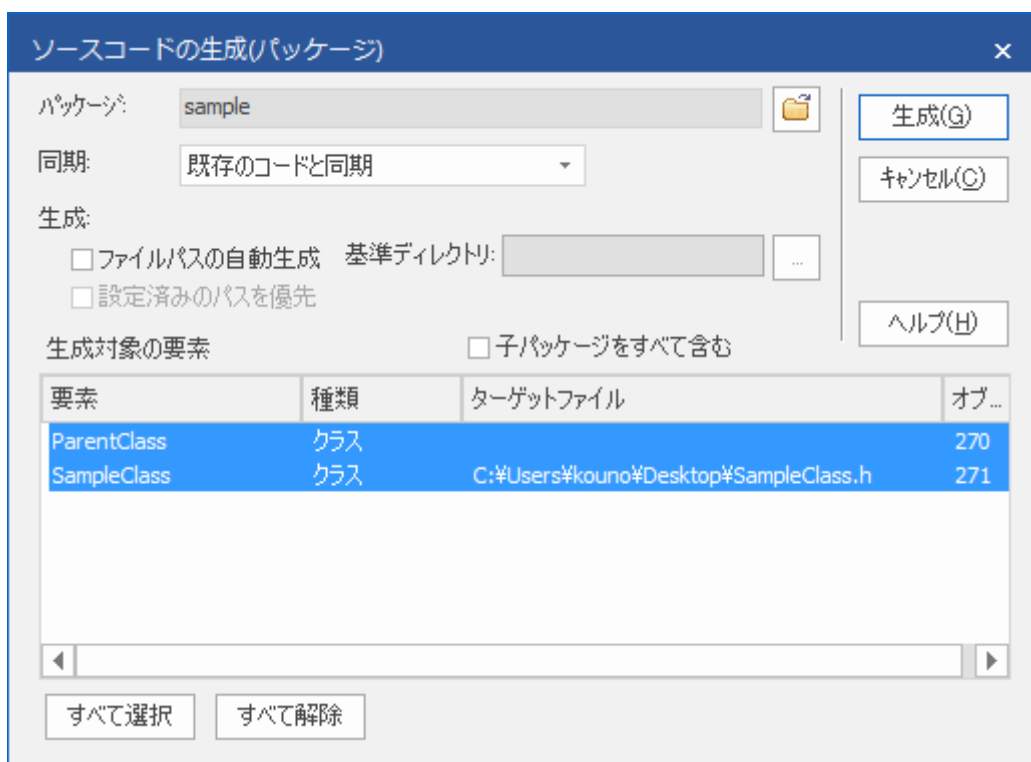 ソースコードの生成(パッケージ)
パッケージ: sample
生成(G)
同期: 既存のコードと同期
キャンセル(C)
生成:
ファイルパスの自動生成 基準ディレクトリ: ...
設定済みのパスを優先
ヘルプ(H)
生成対象の要素 子パッケージをすべて含む
要素 種類 ターゲットファイル オブ...
ParentClass クラス 270
SampleClass クラス C:¥Users¥kouno¥Desktop¥SampleClass.h 271
すべて選択 すべて解除